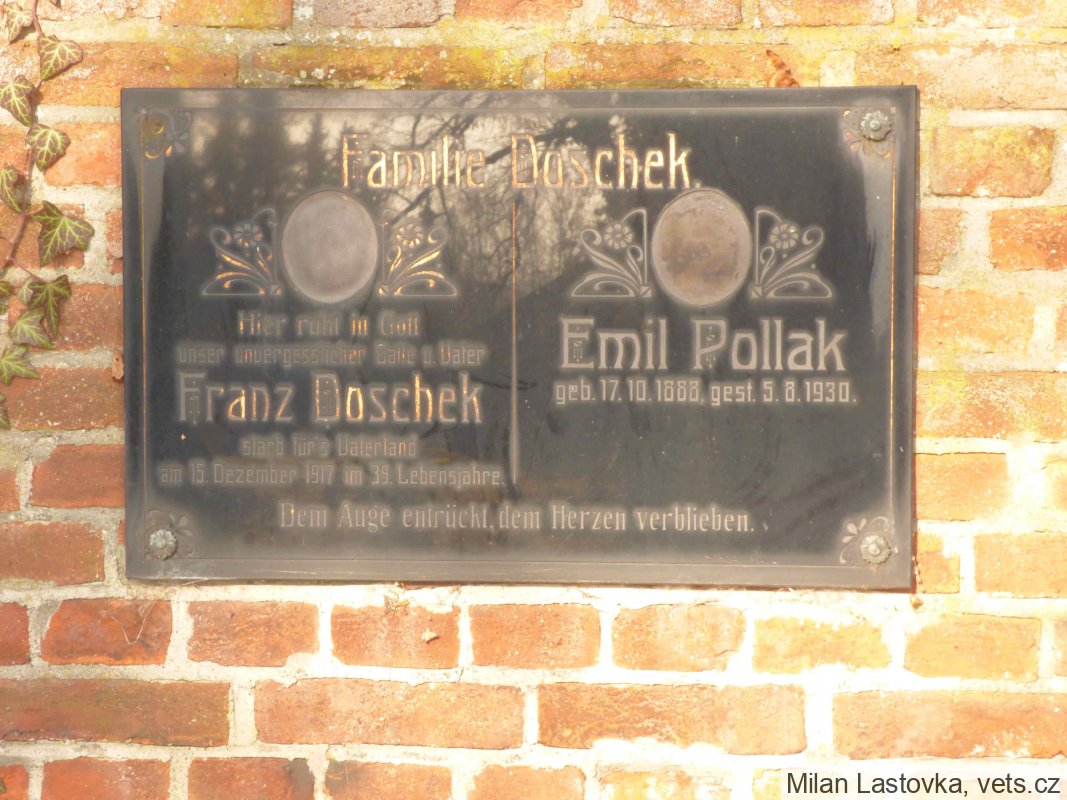 Familie Doschek.
Hier ruht in Gott
unser unvergesslicher Gatte u. Vater
Franz Doschek
starb für's Vaterland
am 15. Dezember 1917 im 39. Lebensjahre.
Emil Pollak
geb. 17. 10. 1888, gest. 5. 8. 1930.
Dem Auge entrückt, dem Herzen verblieben.
Milan Lastovka, vets.cz